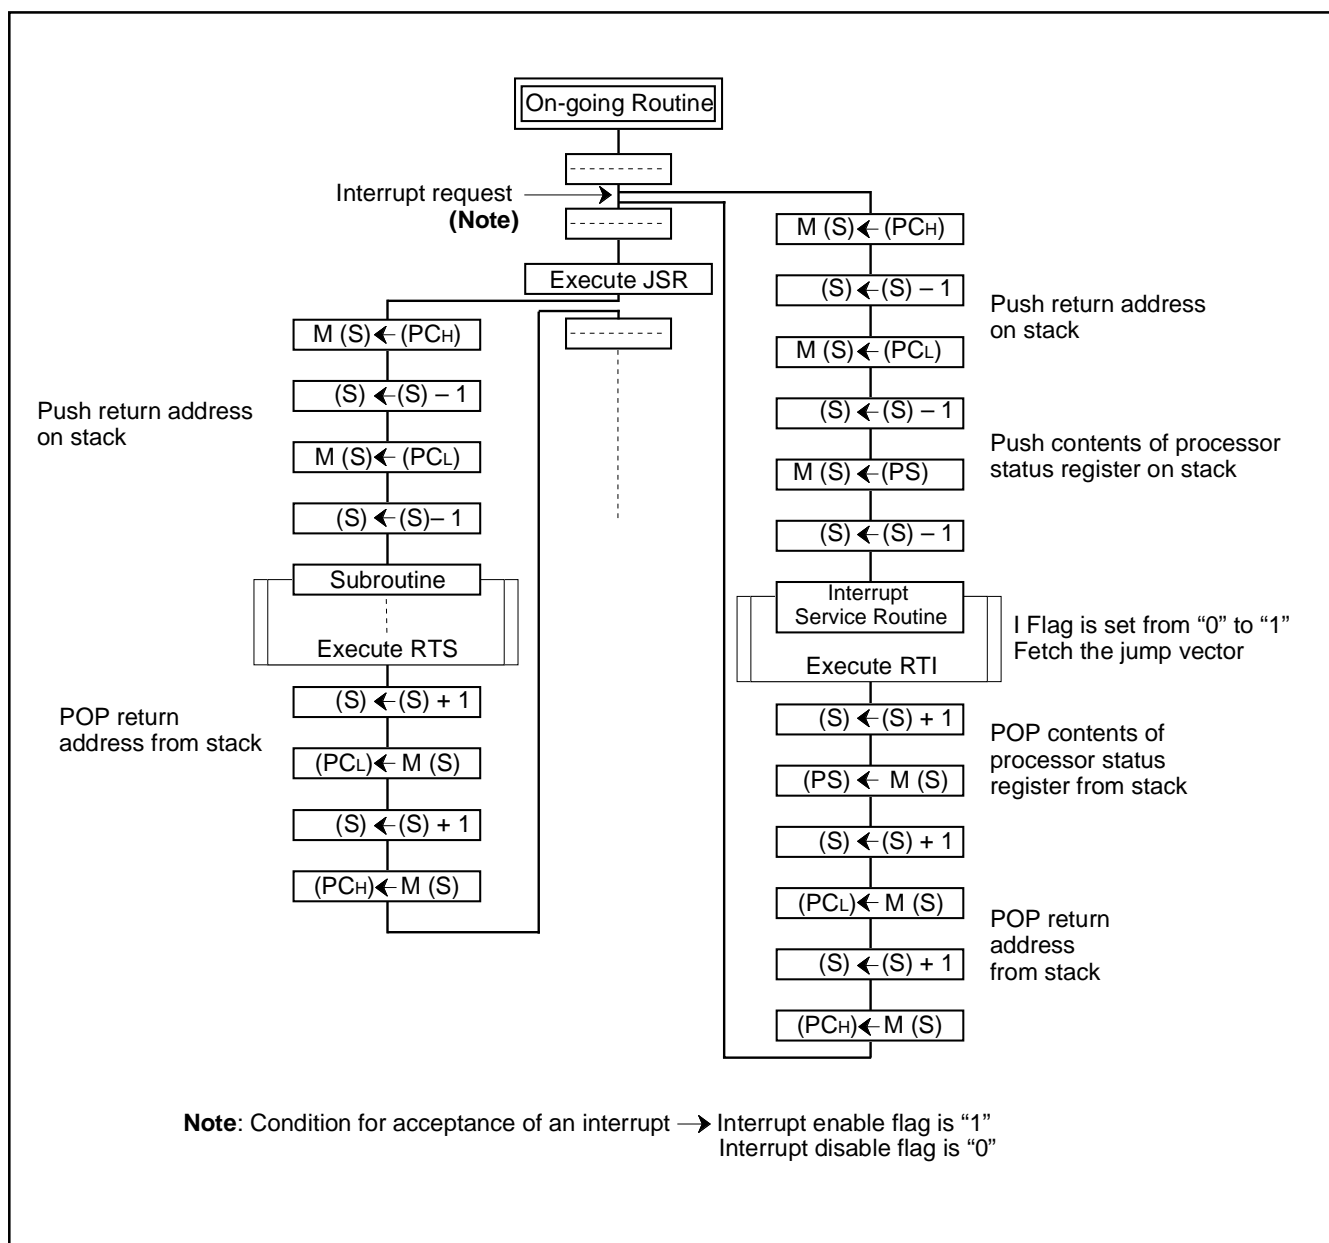 On-going Routine
Interrupt request
(Note)
Execute JSR
M (S) ← (PCH)
(S) ← (S) – 1
M (S) ← (PCL)
(S) ← (S)– 1
Push return address
on stack
Subroutine
Execute RTS
(S) ← (S) + 1
(PCL) ← M (S)
(S) ← (S) + 1
(PCH) ← M (S)
POP return
address from stack
M (S) ← (PCH)
(S) ← (S) – 1
M (S) ← (PCL)
(S) ← (S) – 1
M (S) ← (PS)
(S) ← (S) – 1
Push return address
on stack
Push contents of processor
status register on stack
Interrupt
Service Routine
Execute RTI
I Flag is set from “0” to “1”
Fetch the jump vector
(S) ← (S) + 1
(PS) ← M (S)
(S) ← (S) + 1
(PCL) ← M (S)
(S) ← (S) + 1
(PCH) ← M (S)
POP contents of
processor status
register from stack
POP return
address
from stack
Note: Condition for acceptance of an interrupt → Interrupt enable flag is “1”
Interrupt disable flag is “0”